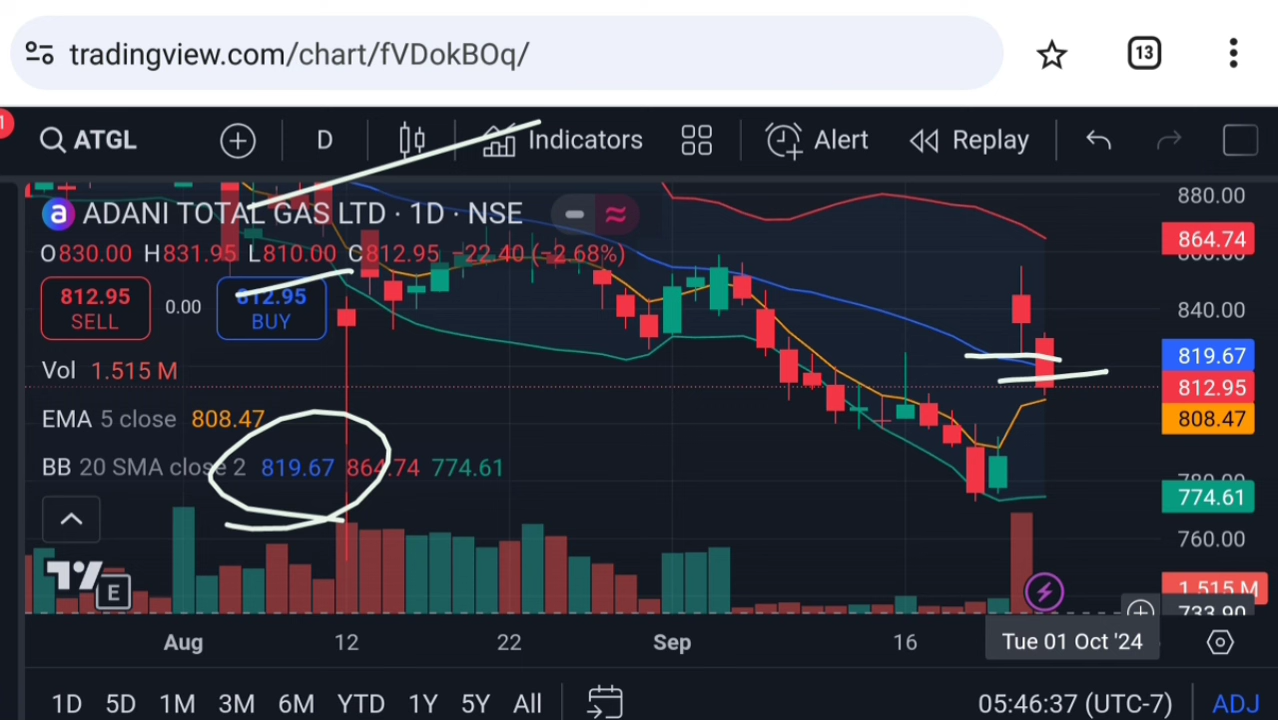 tradingview.com/chart/fVDokBOq/ 13
1
ATGL D Indicators Alert Replay
a ADANI TOTAL GAS LTD · 1D · NSE
O830.00 H831.95 L810.00 C812.95 −22.40 (−2.68%)
812.95 0.00 812.95
SELL BUY
Vol 1.515 M
EMA 5 close 808.47
BB 20 SMA close 2 819.67 864.74 774.61
880.00
864.74
860.00
840.00
819.67
812.95
808.47
780.00
774.61
760.00
1.515 M
733.90
E
Aug 12 22 Sep 16 Tue 01 Oct '24
1D 5D 1M 3M 6M YTD 1Y 5Y All 05:46:37 (UTC-7) ADJ